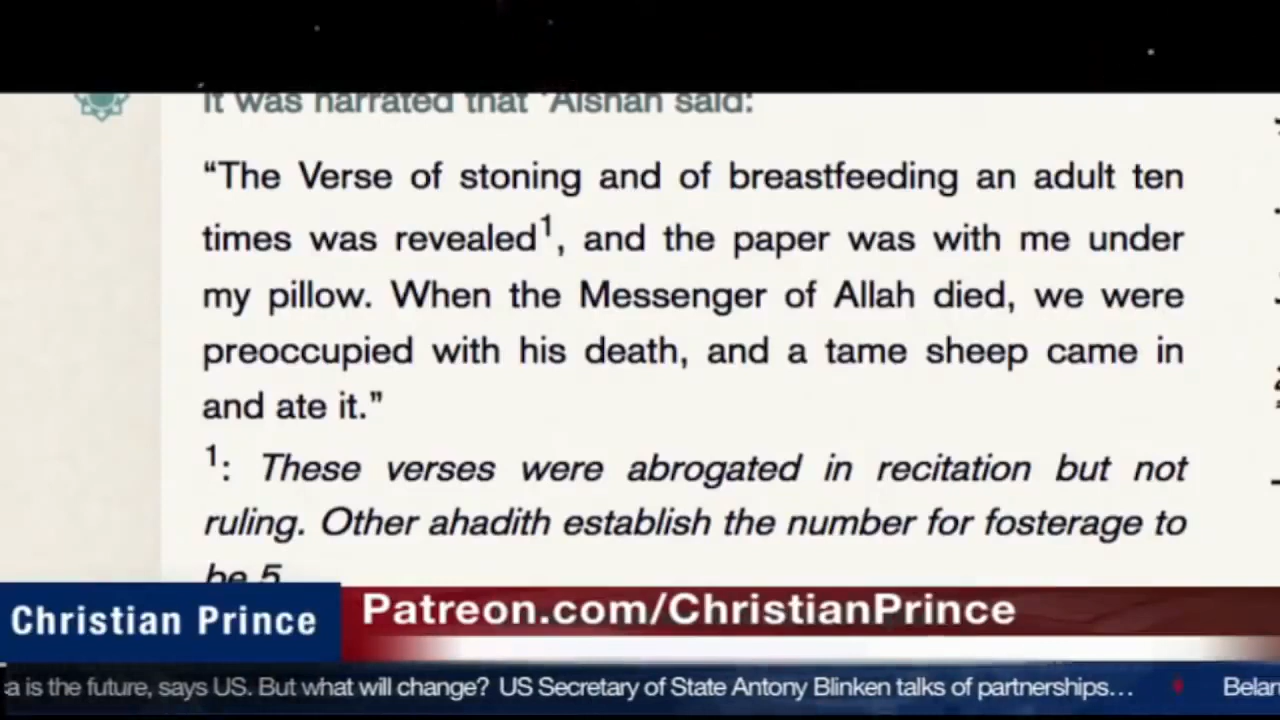 It was narrated that 'Aishah said:
“The Verse of stoning and of breastfeeding an adult ten
times was revealed¹, and the paper was with me under
my pillow. When the Messenger of Allah died, we were
preoccupied with his death, and a tame sheep came in
and ate it.”
¹: These verses were abrogated in recitation but not
ruling. Other ahadith establish the number for fosterage to
be 5
Christian Prince
Patreon.com/ChristianPrince
a is the future, says US. But what will change? US Secretary of State Antony Blinken talks of partnerships... Belar